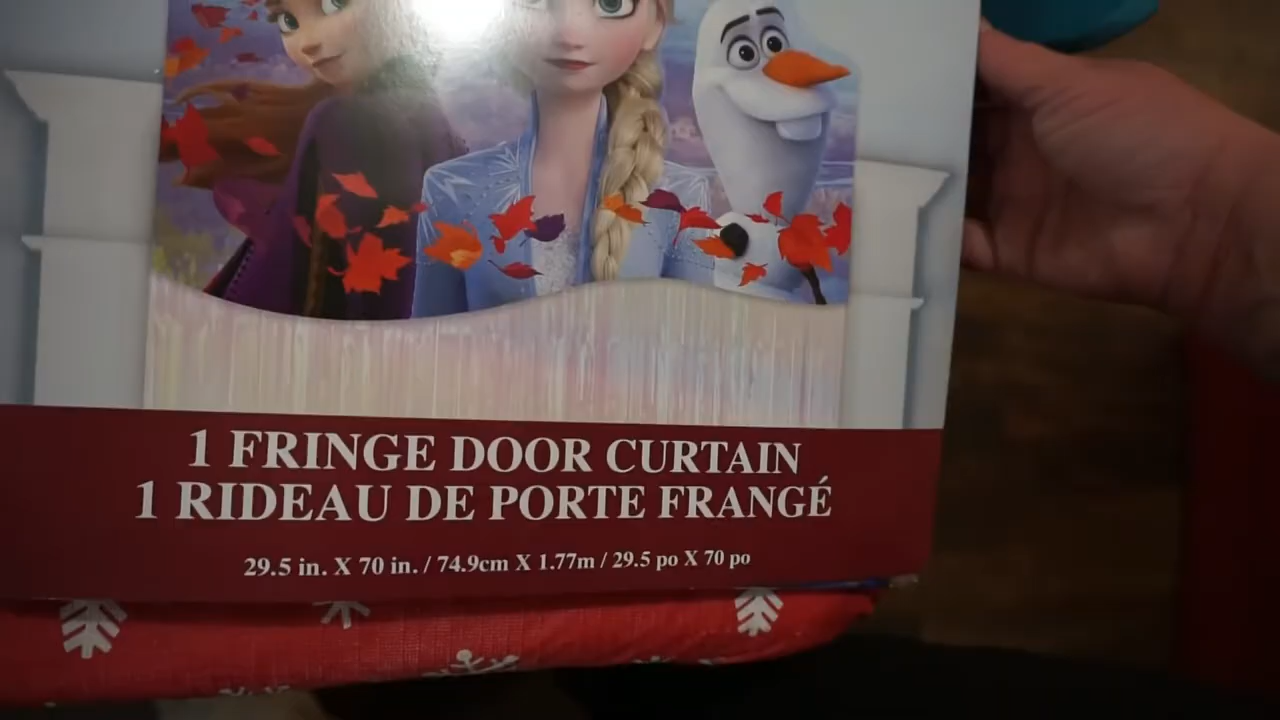 1 FRINGE DOOR CURTAIN
1 RIDEAU DE PORTE FRANGÉ
29.5 in. X 70 in. / 74.9cm X 1.77m / 29.5 po X 70 po